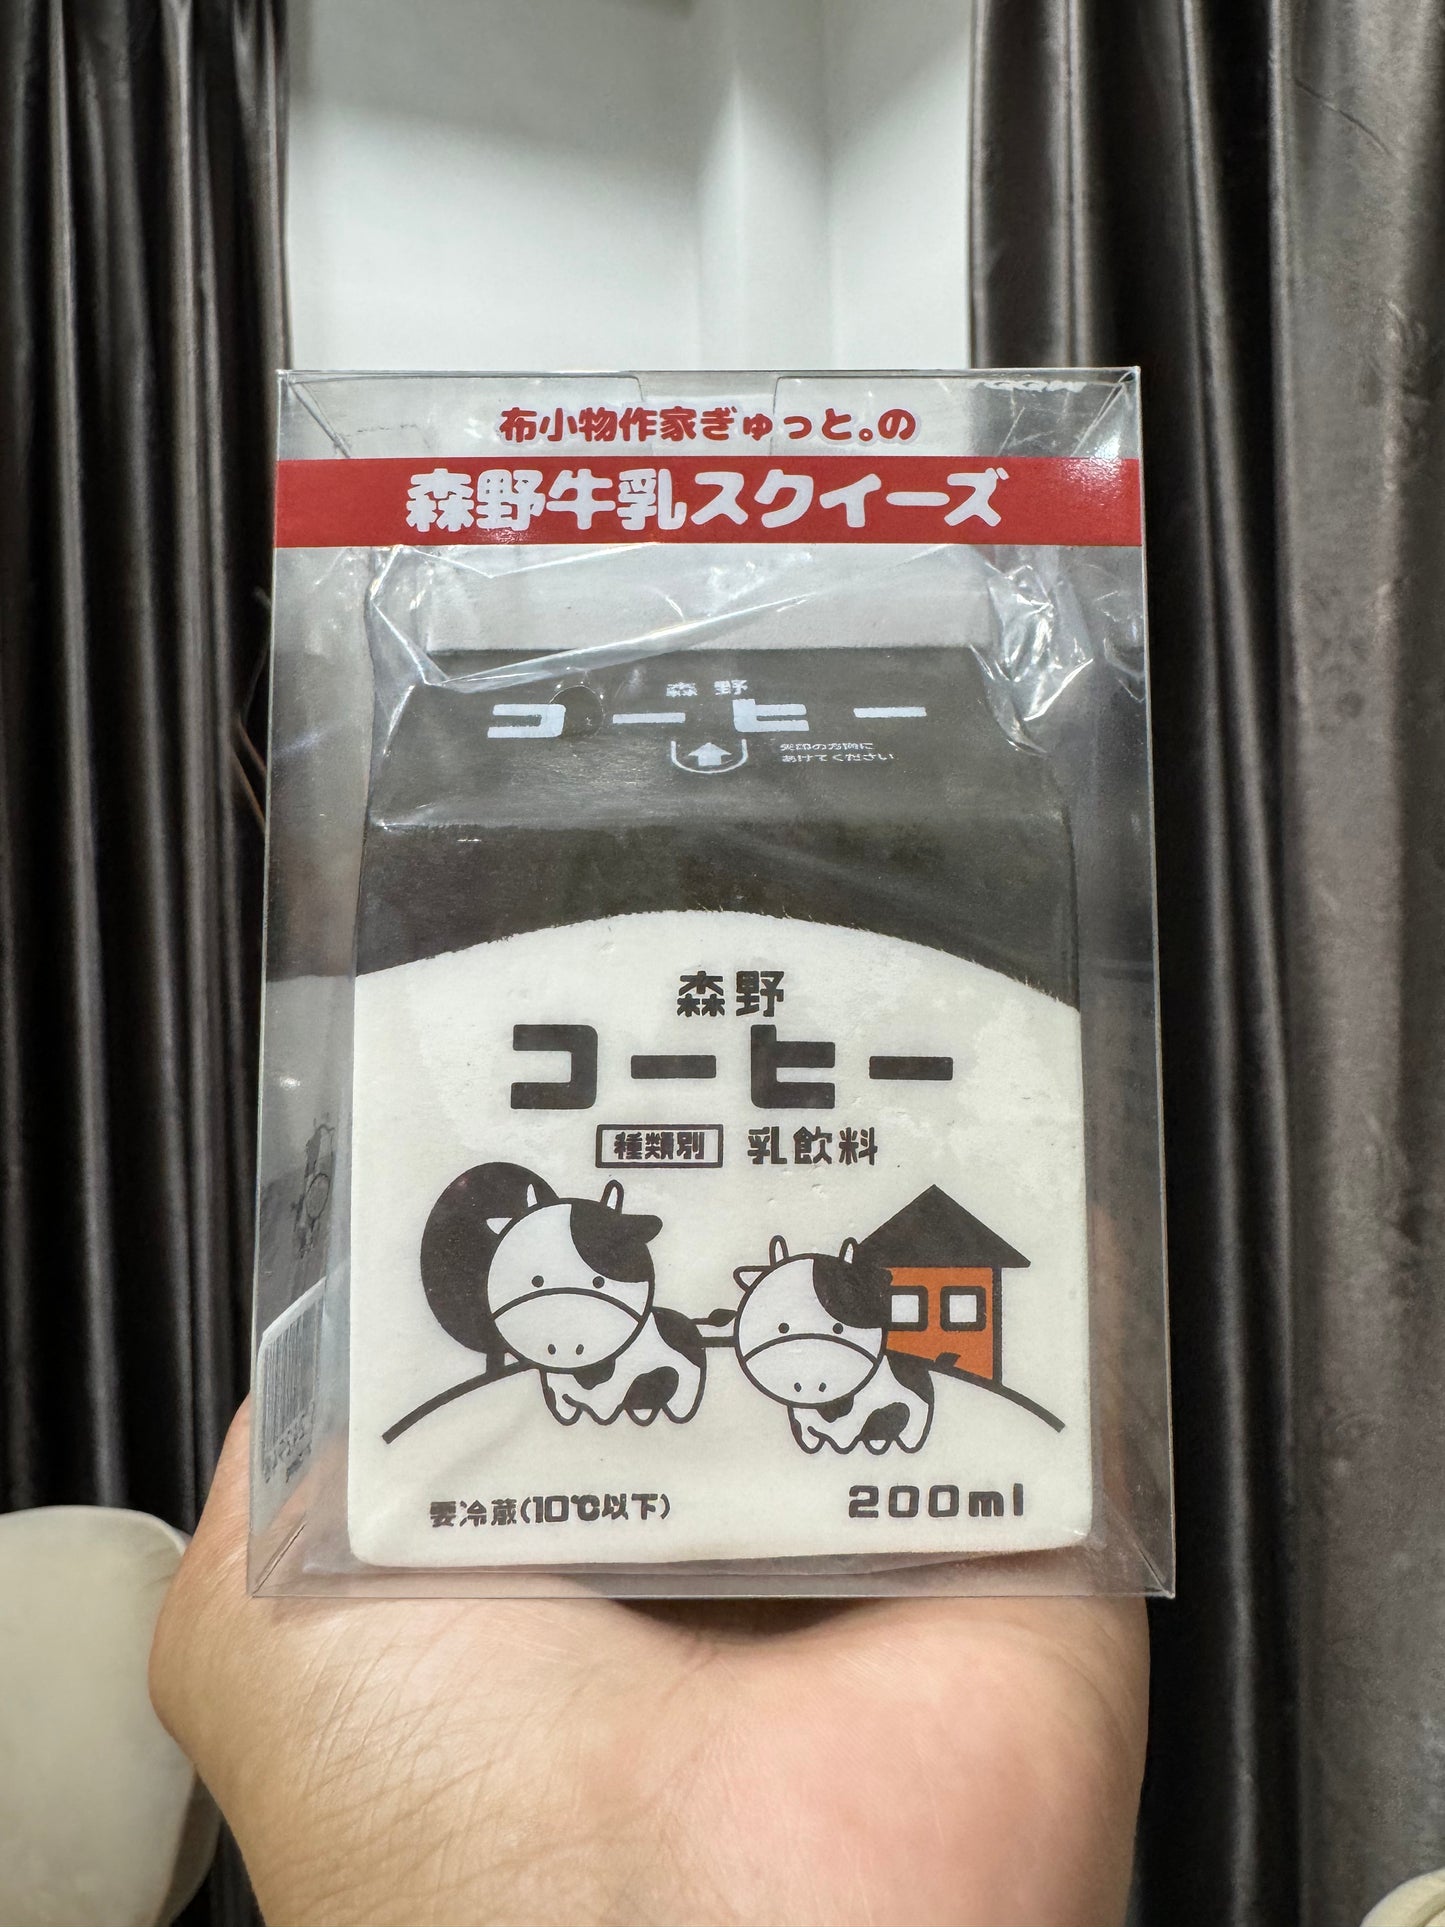 布小物作家ぎゅっと。の
森野牛乳スクイーズ
森野
コーヒー
矢印の方向に
あけてください
森野
コーヒー
種類別 乳飲料
要冷蔵(10℃以下)
200ml